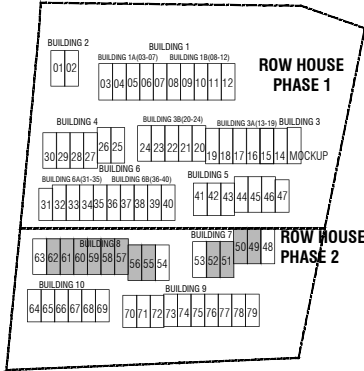 BUILDING 2
01 02
BUILDING 1
BUILDING 1A(03-07) BUILDING 1B(08-12)
03 04 05 06 07 08 09 10 11 12
ROW HOUSE
PHASE 1
BUILDING 4
30 29 28 27 26 25
BUILDING 3B(20-24)
24 23 22 21 20
BUILDING 3A(13-19) BUILDING 3
19 18 17 16 15 14 MOCKUP
BUILDING 6
BUILDING 6A(31-35) BUILDING 6B(36-40)
31 32 33 34 35 36 37 38 39 40
BUILDING 5
41 42 43 44 45 46 47
BUILDING 8
63 62 61 60 59 58 57 56 55 54
BUILDING 7
53 52 51 50 49 48
ROW HOUSE
PHASE 2
BUILDING 10
64 65 66 67 68 69
BUILDING 9
70 71 72 73 74 75 76 77 78 79